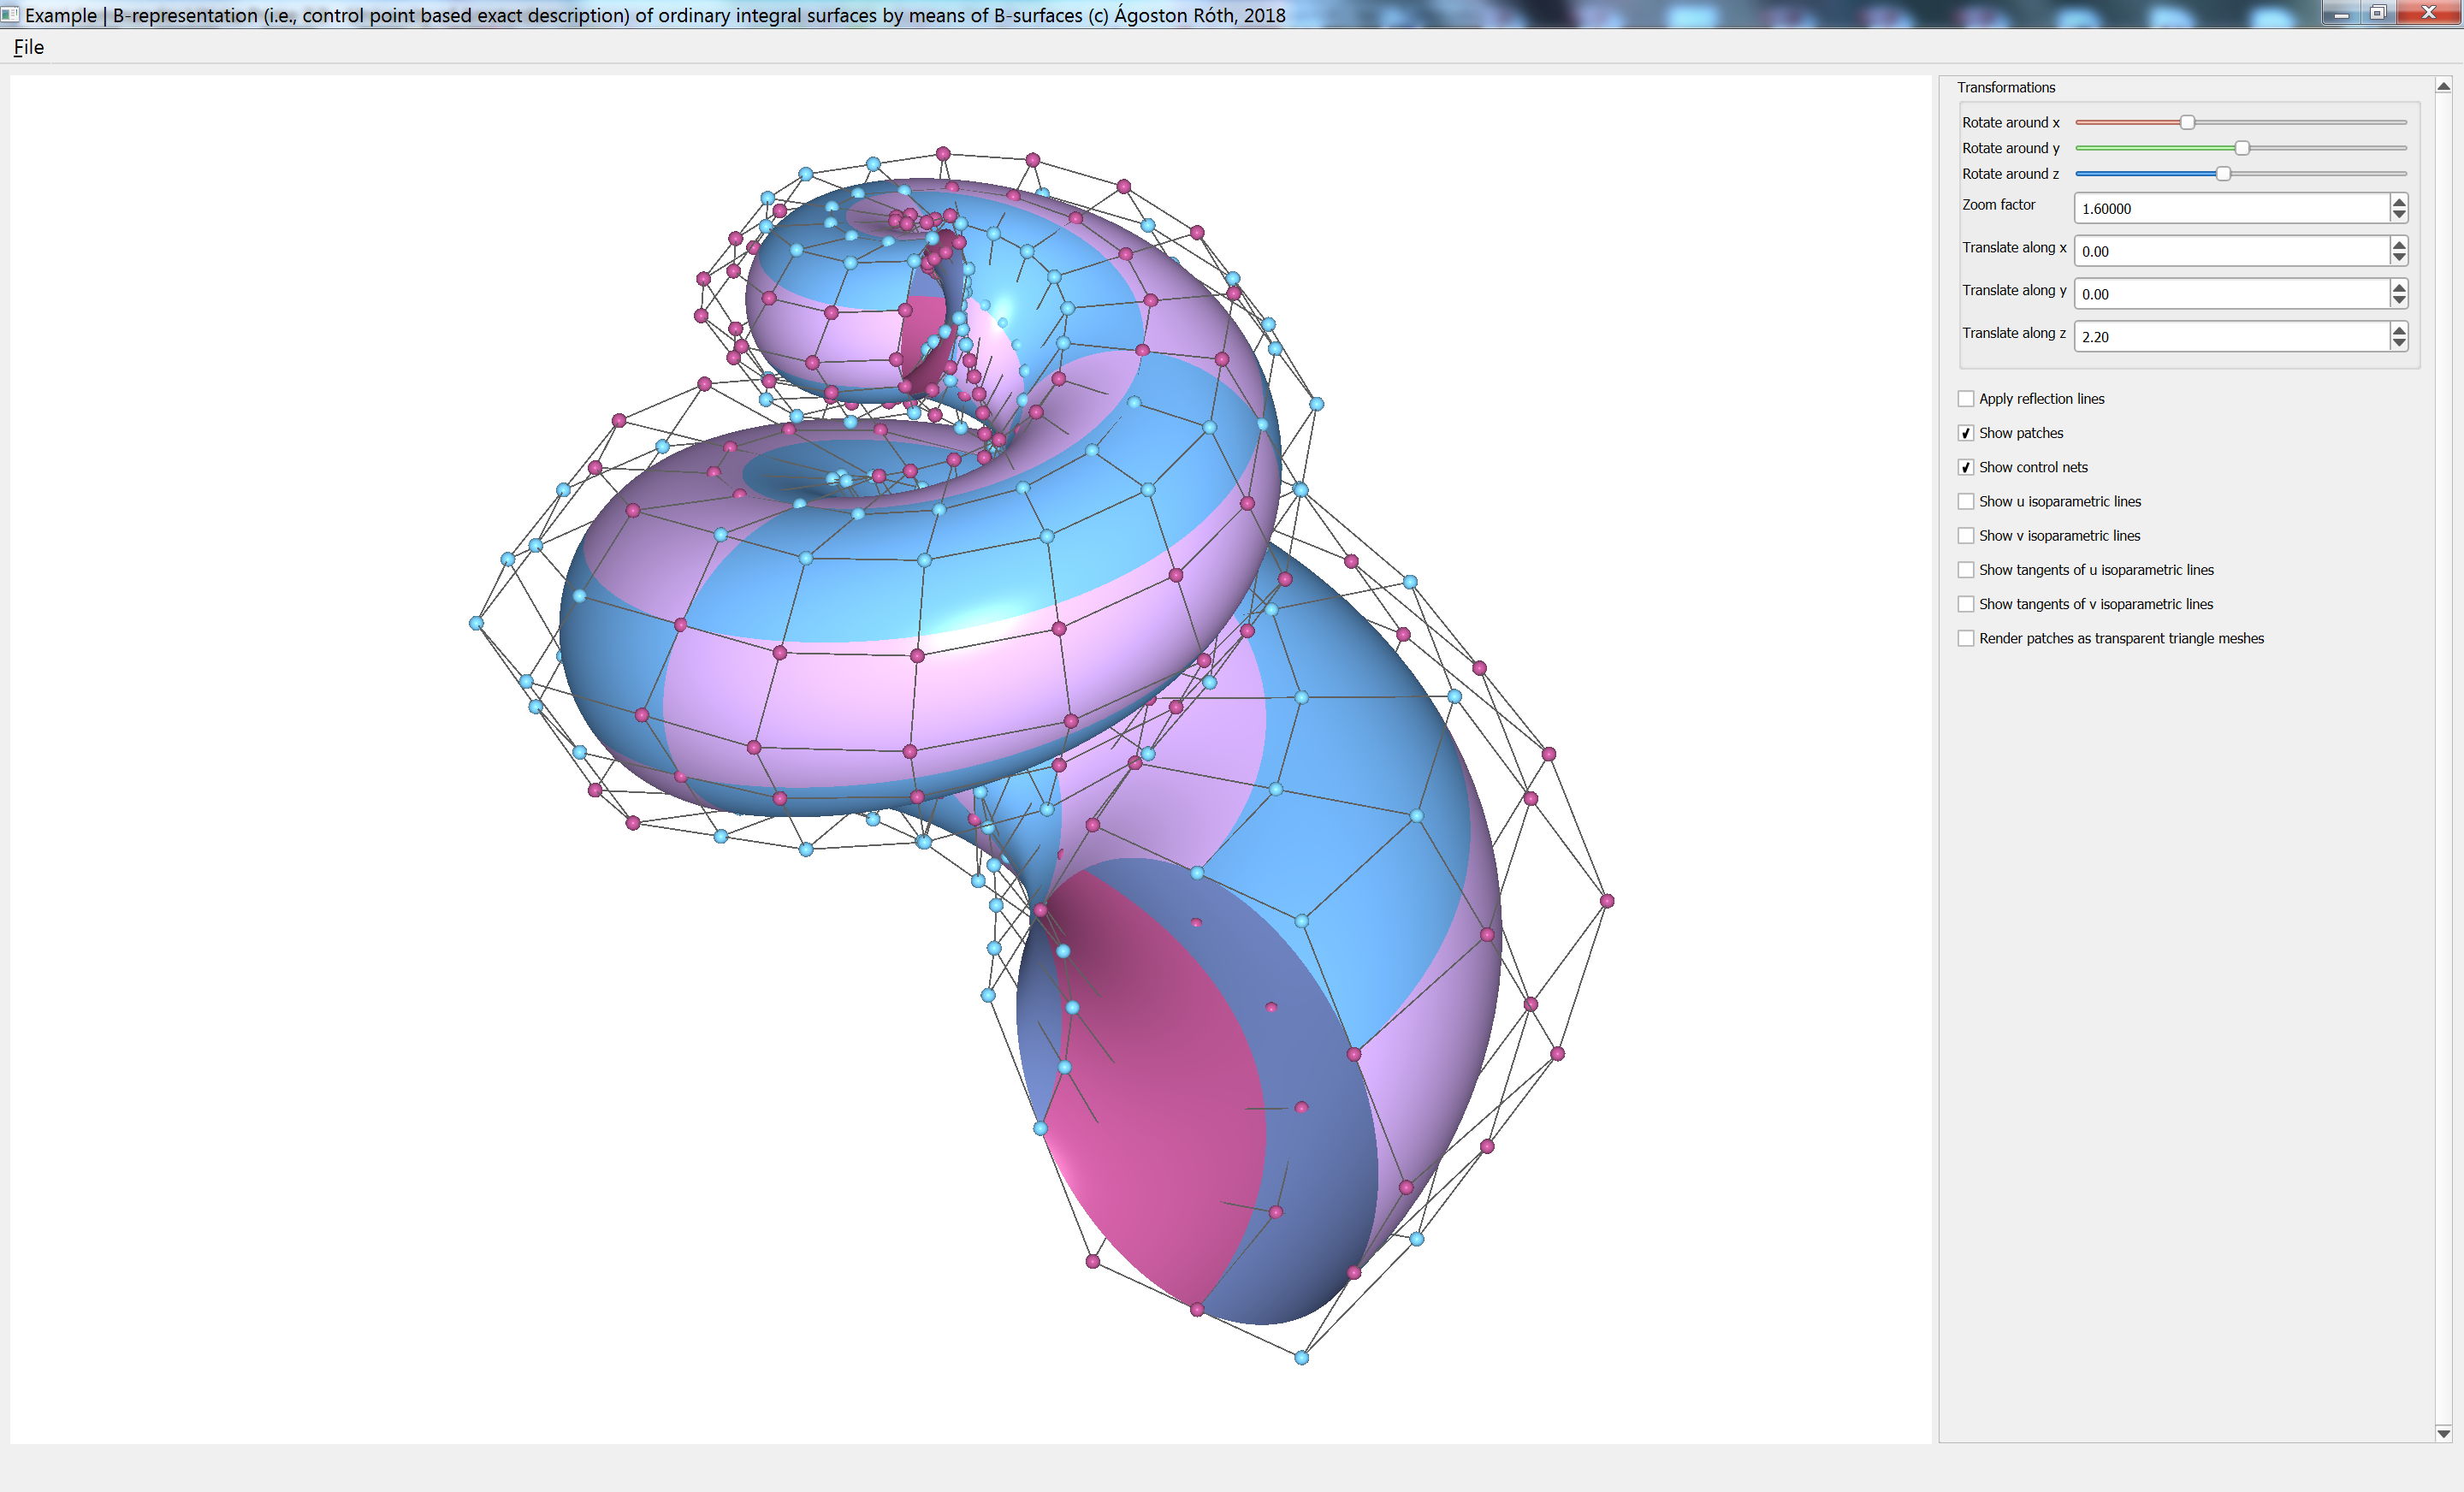 Example | B-representation (i.e., control point based exact description) of ordinary integral surfaces by means of B-surfaces (c) Ágoston Róth, 2018
File
Transformations
Rotate around x
Rotate around y
Rotate around z
Zoom factor 1.60000
Translate along x 0.00
Translate along y 0.00
Translate along z 2.20
Apply reflection lines
Show patches
Show control nets
Show u isoparametric lines
Show v isoparametric lines
Show tangents of u isoparametric lines
Show tangents of v isoparametric lines
Render patches as transparent triangle meshes